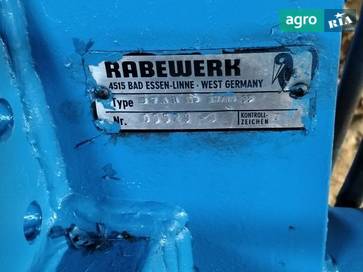 agro RIA
RABEWERK
4515 BAD ESSEN-LINNE · WEST GERMANY
Type
Nr. KONTROLL-
ZEICHEN